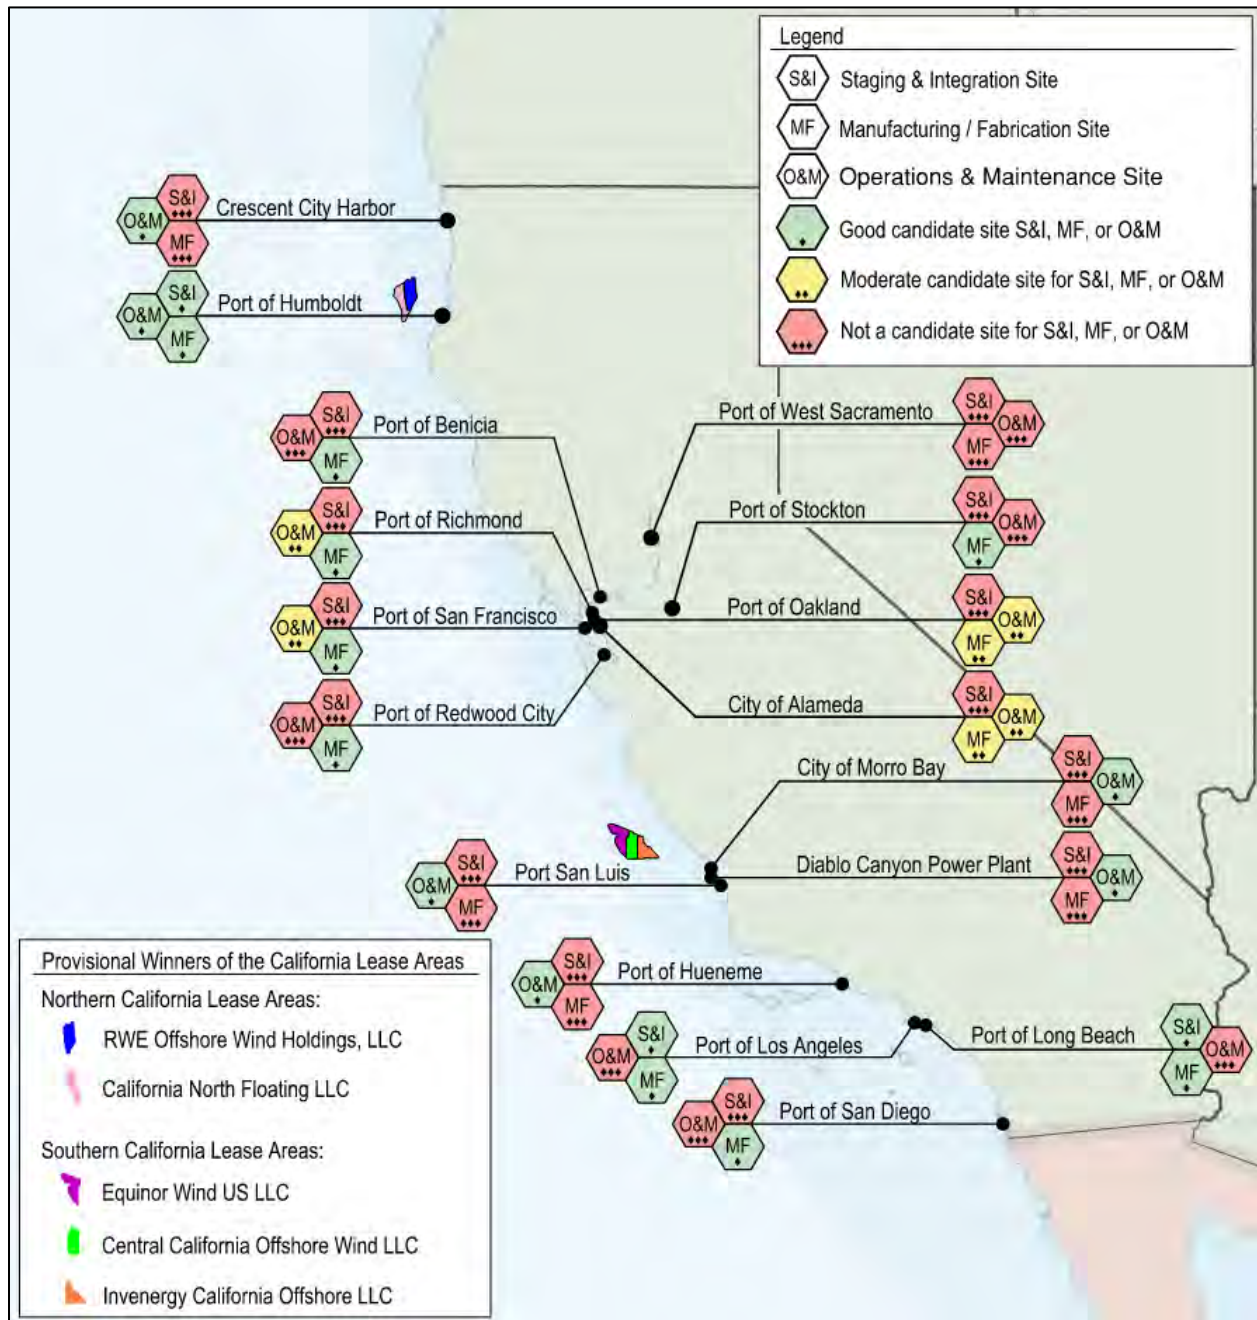 Legend
S&I Staging & Integration Site
MF Manufacturing / Fabrication Site
O&M Operations & Maintenance Site
Good candidate site S&I, MF, or O&M
Moderate candidate site for S&I, MF, or O&M
Not a candidate site for S&I, MF, or O&M
S&I
O&M Crescent City Harbor
MF
S&I
O&M Port of Humboldt
MF
S&I
O&M Port of Benicia
MF
S&I
O&M Port of Richmond
MF
S&I
O&M Port of San Francisco
MF
S&I
O&M Port of Redwood City
MF
S&I
Port of West Sacramento O&M
MF
S&I
Port of Stockton O&M
MF
S&I
Port of Oakland O&M
MF
S&I
City of Alameda O&M
MF
S&I
City of Morro Bay O&M
MF
S&I
Diablo Canyon Power Plant O&M
MF
S&I
O&M Port San Luis
MF
S&I
O&M Port of Hueneme
MF
S&I
O&M Port of Los Angeles
MF
S&I
Port of Long Beach O&M
MF
S&I
O&M Port of San Diego
MF
Provisional Winners of the California Lease Areas
Northern California Lease Areas:
RWE Offshore Wind Holdings, LLC
California North Floating LLC
Southern California Lease Areas:
Equinor Wind US LLC
Central California Offshore Wind LLC
Invenergy California Offshore LLC